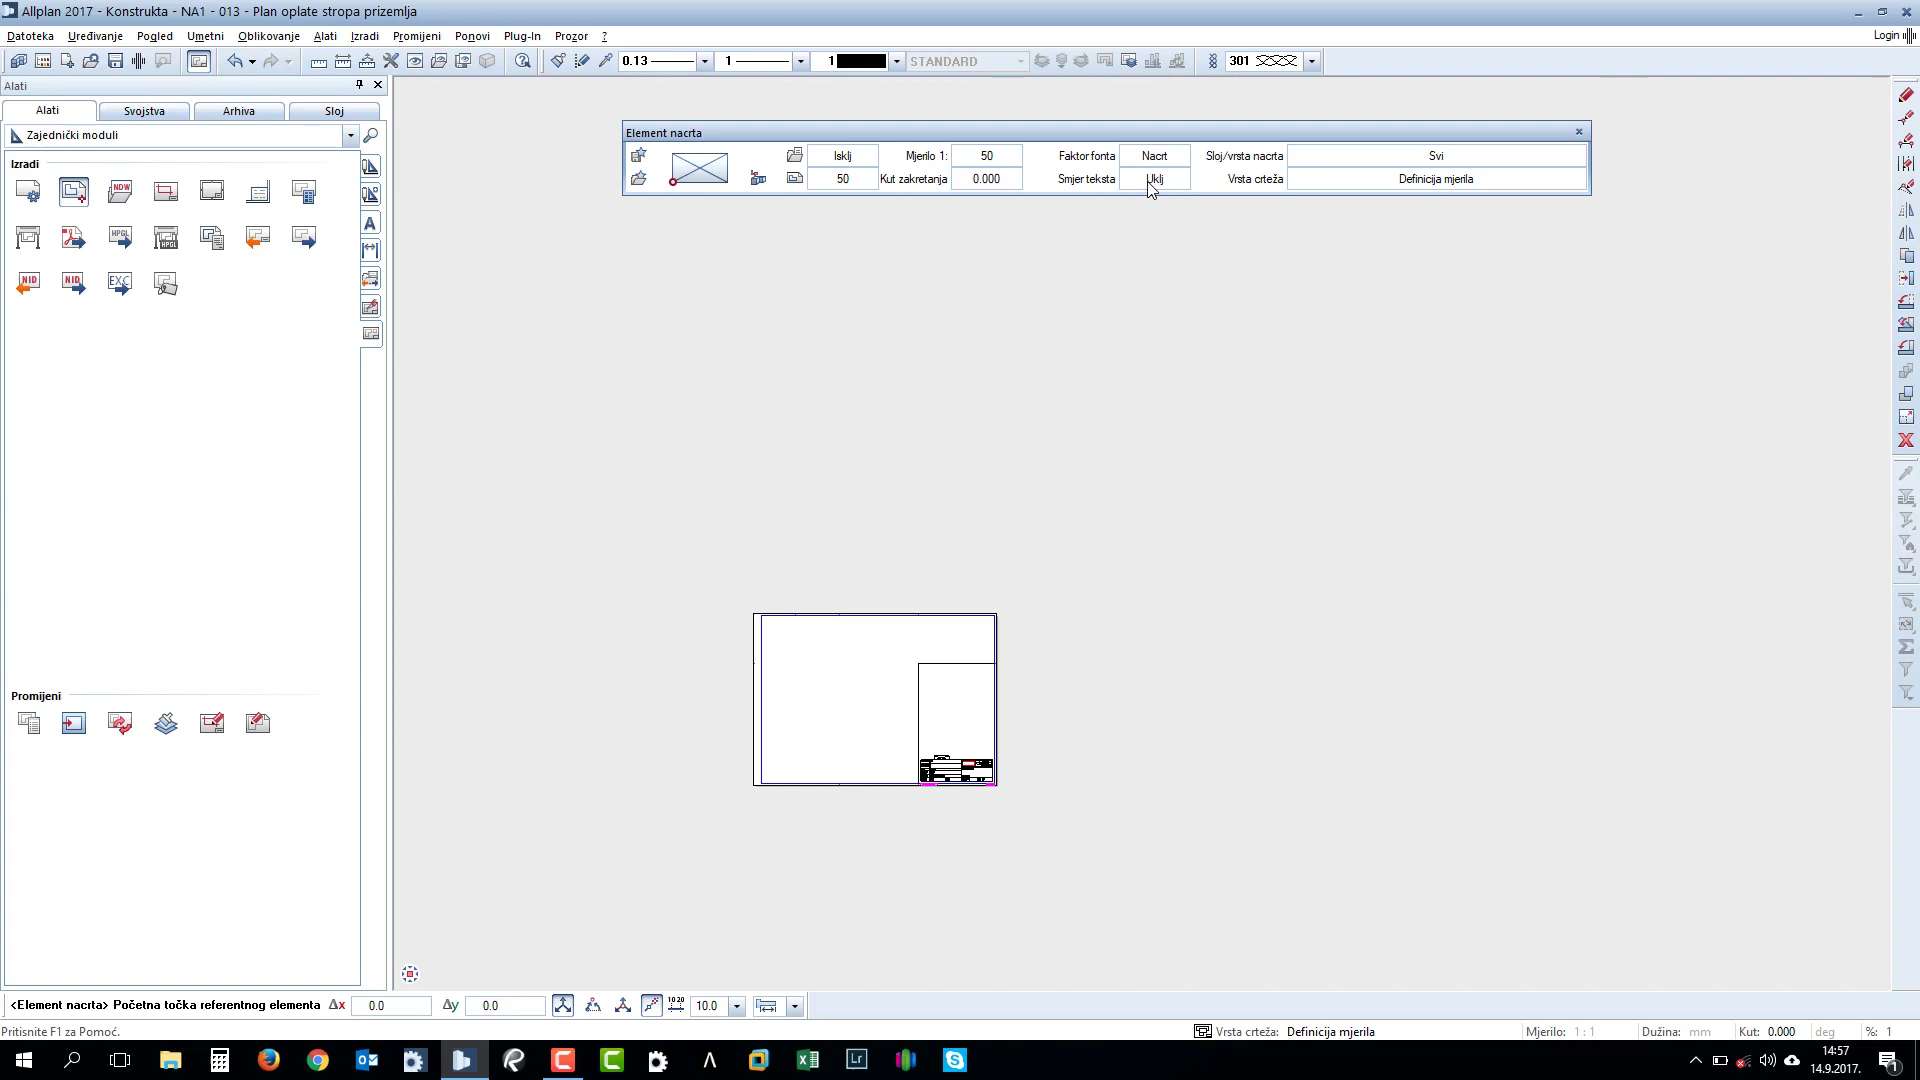 Allplan 2017 - Konstrukta - NA1 - 013 - Plan oplate stropa prizemlja
Datoteka Uređivanje Pogled Umetni Oblikovanje Alati Izradi Promijeni Ponovi Plug-In Prozor ?
Login
0.13 1 1 STANDARD 301
Alati
Alati Svojstva Arhiva Sloj
Zajednički moduli
Izradi
NDW
HPGL HPGL
NID NID EXC
Promijeni
Element nacrta
Isklj Mjerilo 1: 50 Faktor fonta Nacrt Sloj/vrsta nacrta Svi
50 Kut zakretanja 0.000 Smjer teksta Uklj Vrsta crteža Definicija mjerila
<Element nacrta> Početna točka referentnog elementa Δx 0.0 Δy 0.0 10 20 10.0
Pritisnite F1 za Pomoć. Vrsta crteža: Definicija mjerila Mjerilo: 1 : 1 Dužina: mm Kut: 0.000 deg %: 1
Lr
14:57
14.9.2017.
1